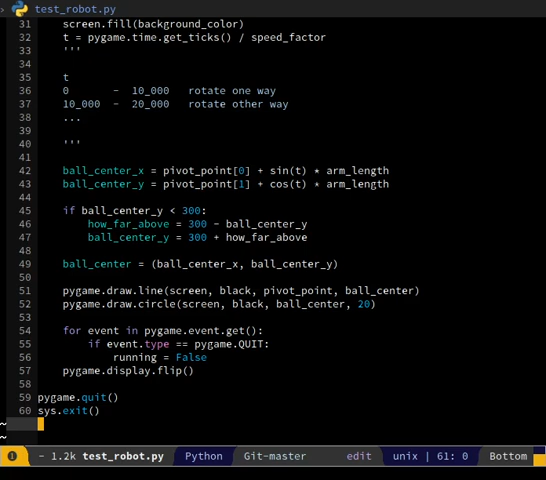 test_robot.py
31 screen.fill(background_color)
32 t = pygame.time.get_ticks() / speed_factor
33 '''
34
35 t
36 0 - 10_000 rotate one way
37 10_000 - 20_000 rotate other way
38 ...
39
40 '''
41
42 ball_center_x = pivot_point[0] + sin(t) * arm_length
43 ball_center_y = pivot_point[1] + cos(t) * arm_length
44
45 if ball_center_y < 300:
46 how_far_above = 300 - ball_center_y
47 ball_center_y = 300 + how_far_above
48
49 ball_center = (ball_center_x, ball_center_y)
50
51 pygame.draw.line(screen, black, pivot_point, ball_center)
52 pygame.draw.circle(screen, black, ball_center, 20)
53
54 for event in pygame.event.get():
55 if event.type == pygame.QUIT:
56 running = False
57 pygame.display.flip()
58
59 pygame.quit()
60 sys.exit()
~
~
- 1.2k test_robot.py Python Git-master edit unix | 61: 0 Bottom